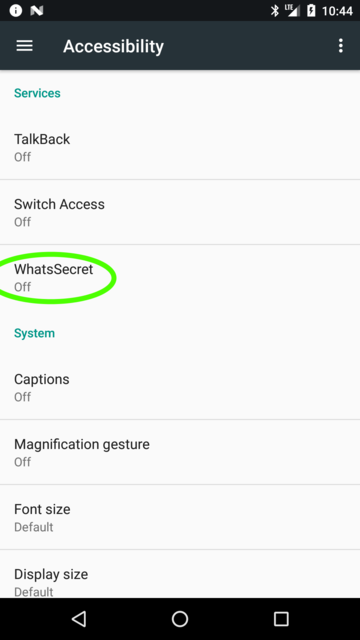 LTE 10:44
Accessibility
Services
TalkBack
Off
Switch Access
Off
WhatsSecret
Off
System
Captions
Off
Magnification gesture
Off
Font size
Default
Display size
Default